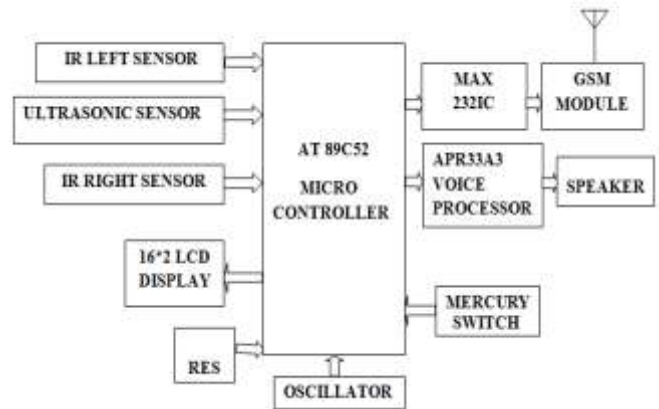 IR LEFT SENSOR
ULTRASONIC SENSOR
IR RIGHT SENSOR
16*2 LCD
DISPLAY
RES
AT 89C52
MICRO
CONTROLLER
OSCILLATOR
MAX
232IC
GSM
MODULE
APR33A3
VOICE
PROCESSOR
SPEAKER
MERCURY
SWITCH